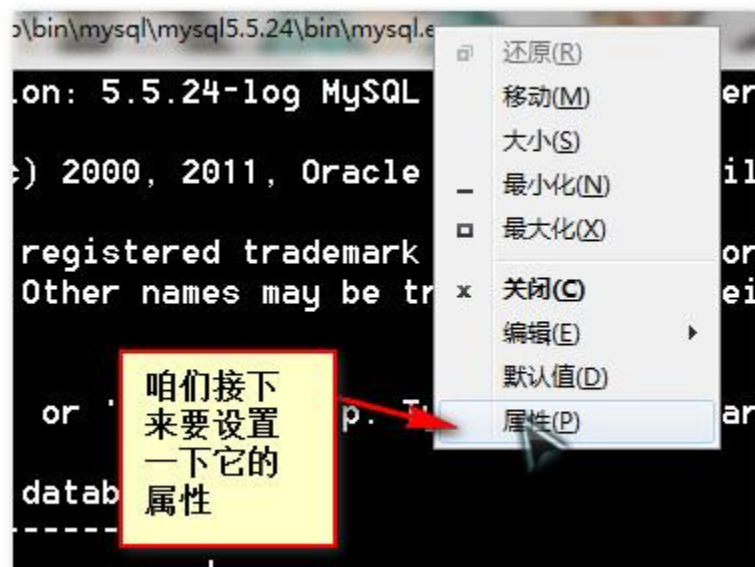 \bin\mysql\mysql5.5.24\bin\mysql.e
还原(R)
on: 5.5.24-log MySQL
移动(M)
大小(S)
) 2000, 2011, Oracle
最小化(N)
最大化(X)
registered trademark
or
Other names may be tr
关闭(C)
编辑(E)
默认值(D)
or '
p.
属性(P)
ar
咱们接下
来要设置
一下它的
属性
datab